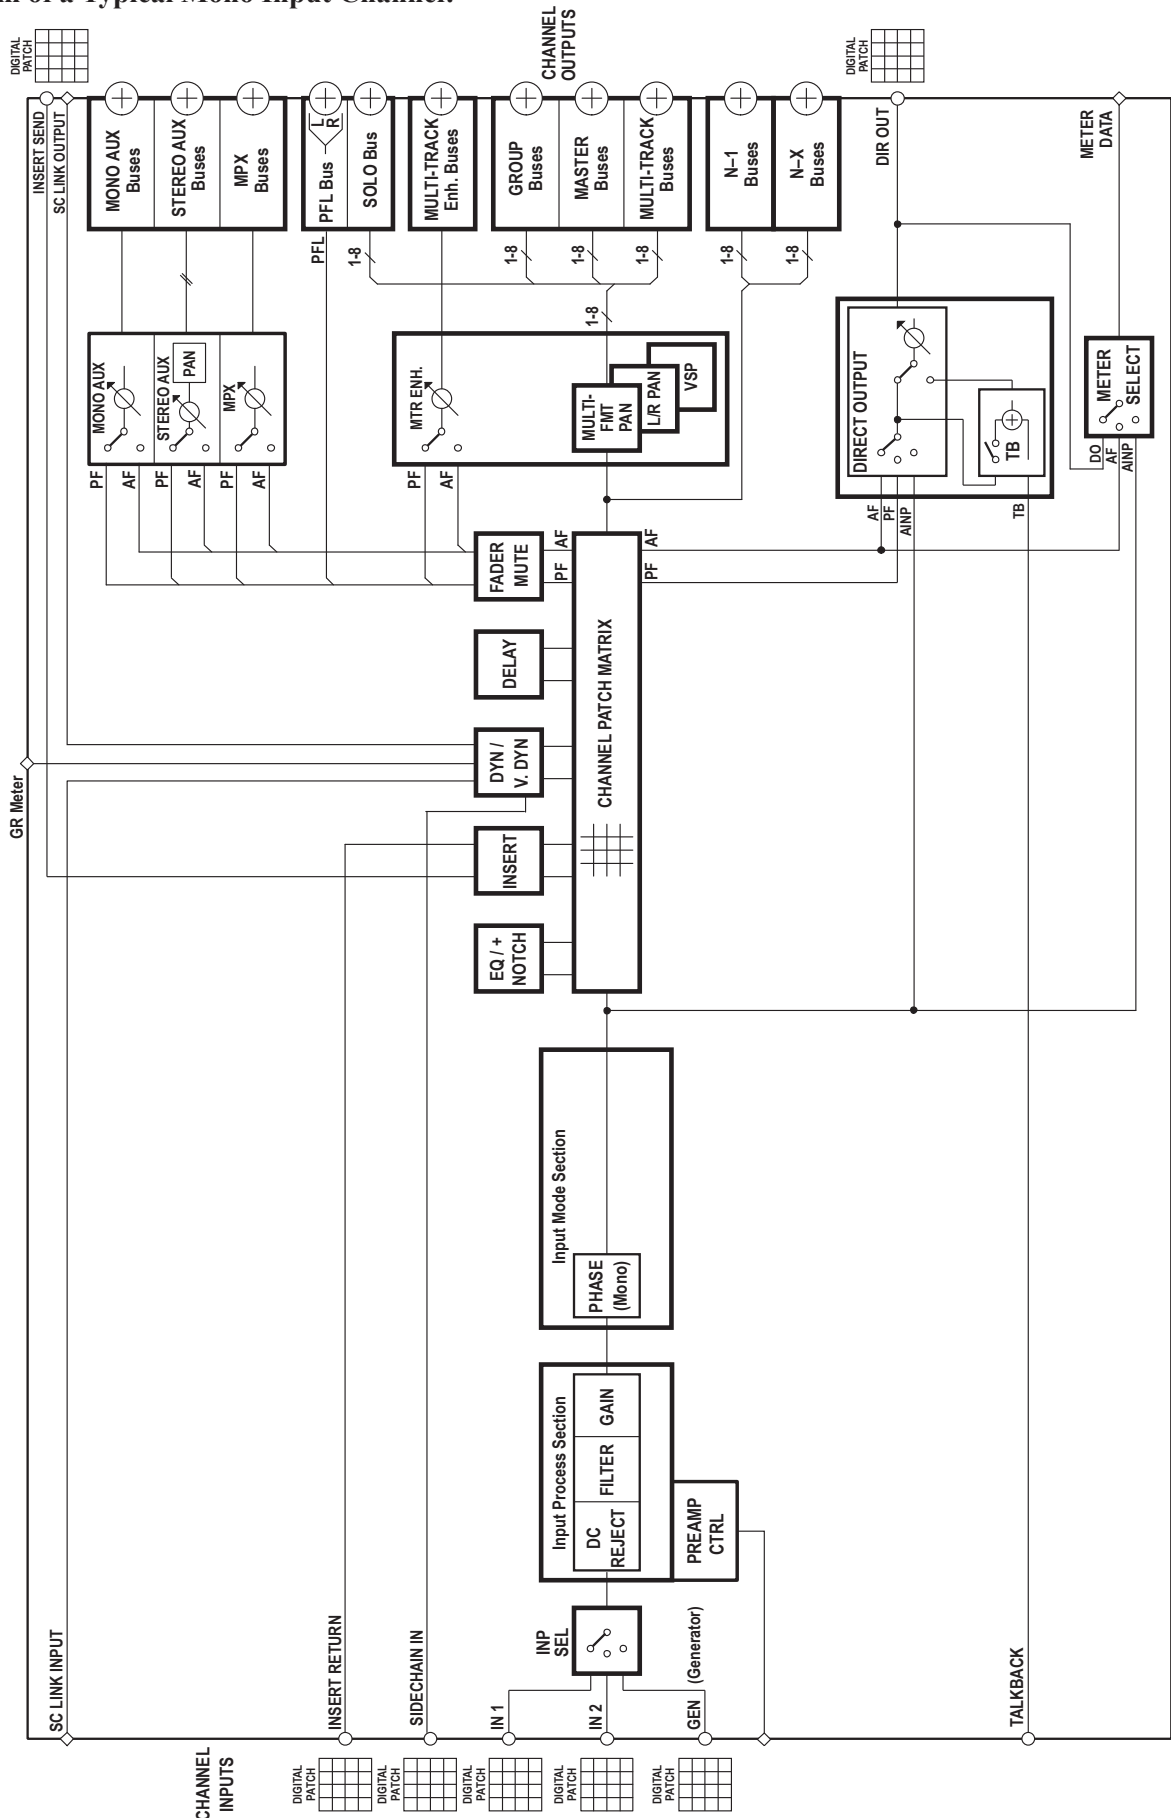 m of a Typical Mono Input Channel.
DIGITAL
PATCH
INSERT SEND
SC LINK OUTPUT
MONO AUX
Buses
STEREO AUX
Buses
MPX
Buses
L
R
PFL Bus
SOLO Bus
MULTI-TRACK
Enh. Buses
CHANNEL
OUTPUTS
GROUP
Buses
MASTER
Buses
MULTI-TRACK
Buses
N–1
Buses
N–X
Buses
DIGITAL
PATCH
DIR OUT
METER
DATA
PFL
1-8
1-8
1-8
1-8
1-8
1-8
1-8
MONO AUX
STEREO AUX
PAN
MPX
PF
AF
PF
AF
PF
AF
MTR ENH.
PF
AF
MULTI-
FMT
PAN
L/R PAN
VSP
DIRECT OUTPUT
TB
AF
PF
AINP
TB
METER
SELECT
DO
AF
AINP
FADER
MUTE
AF
PF
AF
PF
DELAY
DYN /
V. DYN
INSERT
EQ / +
NOTCH
CHANNEL PATCH MATRIX
GR Meter
Input Mode Section
PHASE
(Mono)
Input Process Section
DC
REJECT
FILTER
GAIN
PREAMP
CTRL
INP
SEL
SC LINK INPUT
INSERT RETURN
SIDECHAIN IN
IN 1
IN 2
GEN
(Generator)
TALKBACK
CHANNEL
INPUTS
DIGITAL
PATCH
DIGITAL
PATCH
DIGITAL
PATCH
DIGITAL
PATCH
DIGITAL
PATCH